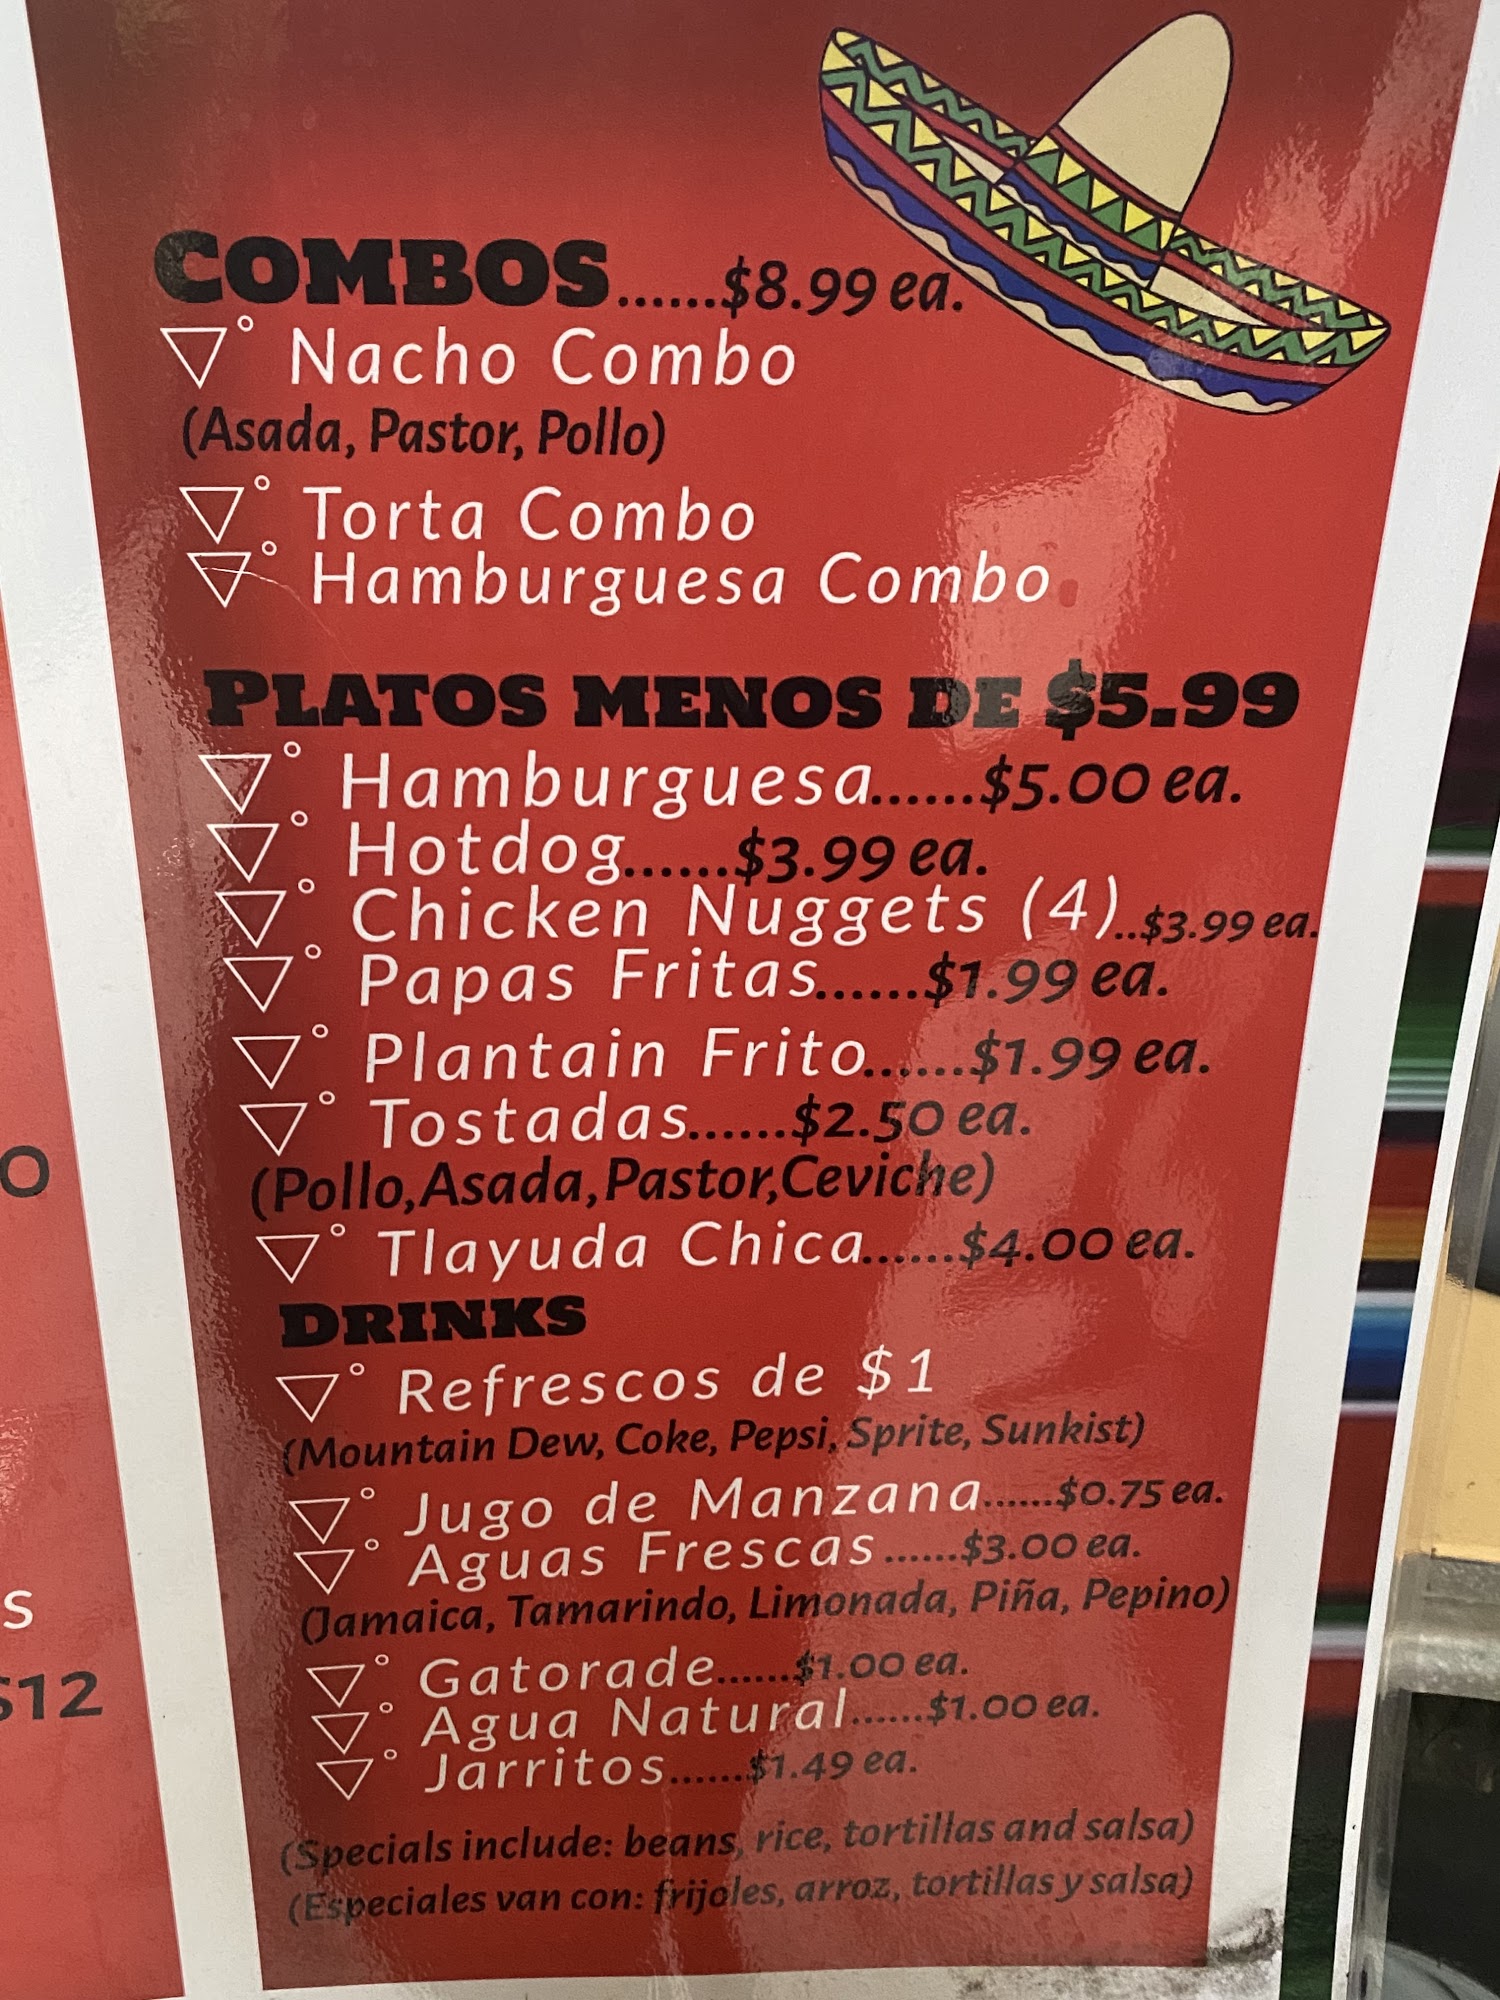 COMBOS......$8.99 ea.
Nacho Combo
(Asada, Pastor, Pollo)
Torta Combo
Hamburguesa Combo
PLATOS MENOS DE $5.99
Hamburguesa......$5.00 ea.
Hotdog......$3.99 ea.
Chicken Nuggets (4)..$3.99 ea.
Papas Fritas......$1.99 ea.
Plantain Frito......$1.99 ea.
Tostadas......$2.50 ea.
(Pollo,Asada,Pastor,Ceviche)
Tlayuda Chica......$4.00 ea.
DRINKS
Refrescos de $1
(Mountain Dew, Coke, Pepsi, Sprite, Sunkist)
Jugo de Manzana......$0.75 ea.
Aguas Frescas......$3.00 ea.
(Jamaica, Tamarindo, Limonada, Piña, Pepino)
Gatorade......$1.00 ea.
Agua Natural......$1.00 ea.
Jarritos......$1.49 ea.
(Specials include: beans, rice, tortillas and salsa)
(Especiales van con: frijoles, arroz, tortillas y salsa)
O
s
$12